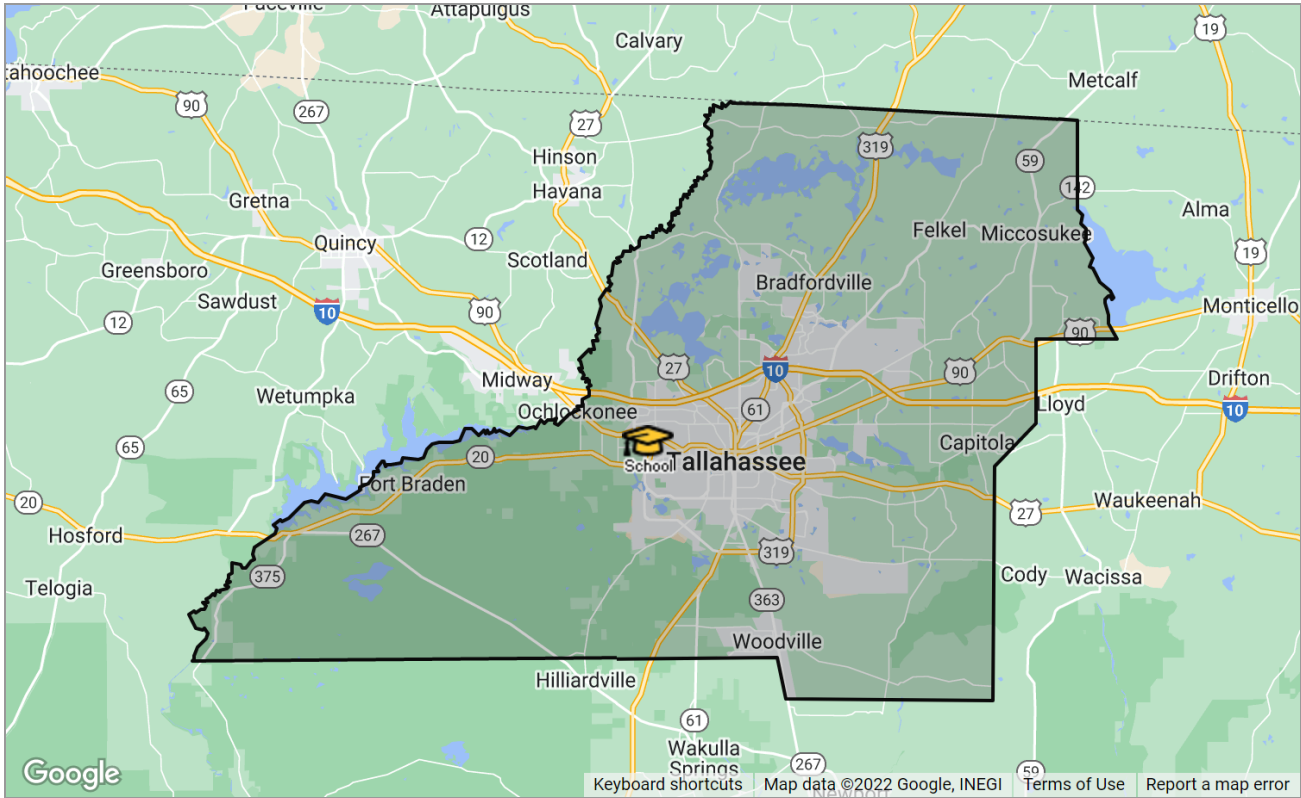 Faceville
Attapulgus
Calvary
19
tahoochee
90
267
27
Metcalf
319
59
142
Hinson
Havana
Gretna
Alma
Quincy
12
Scotland
Felkel
Miccosukee
19
Greensboro
Sawdust
10
90
Bradfordville
Monticello
12
90
27
10
90
Midway
65
Wetumpka
Drifton
Ochlockonee
61
Lloyd
10
65
20
School
Tallahassee
Capitola
Fort Braden
20
27
Waukeenah
Hosford
267
319
375
Cody
Wacissa
Telogia
363
Woodville
Hilliardville
61
Wakulla
Springs
267
59
Newport
Google
Keyboard shortcuts
Map data ©2022 Google, INEGI
Terms of Use
Report a map error